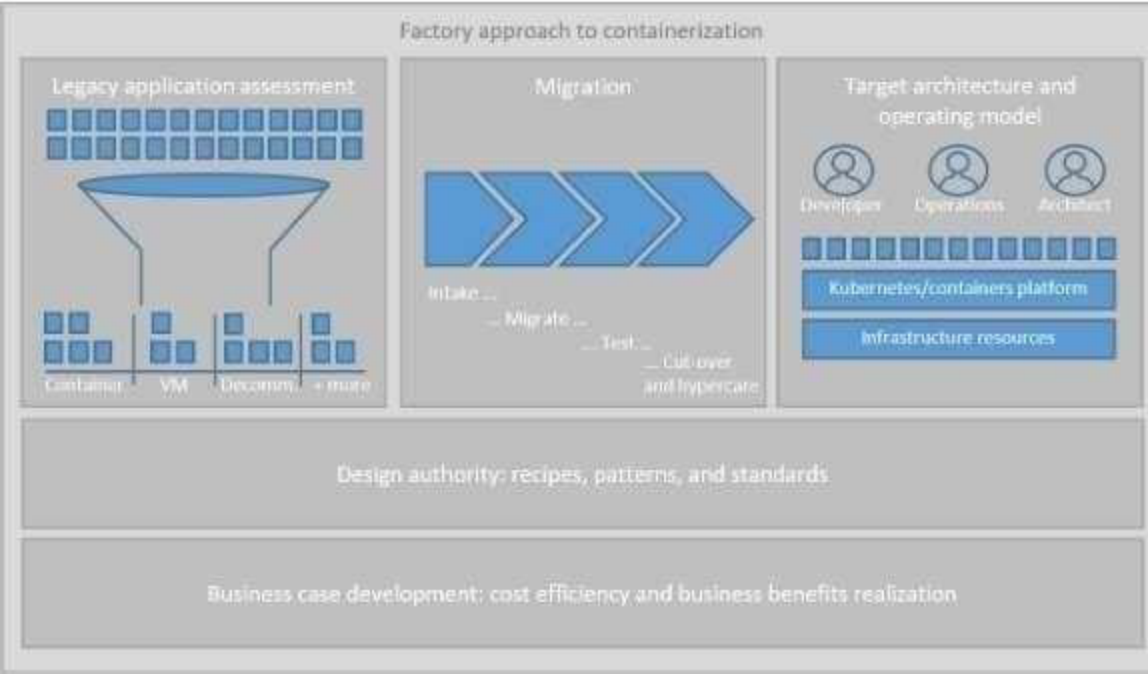 Factory approach to containerization
Legacy application assessment
Container
VM
Decomm.
+ more
Migration
Intake ...
... Migrate ...
... Test ...
... Cut-over
and hypercare
Target architecture and
operating model
Developer
Operations
Architect
Kubernetes/containers platform
Infrastructure resources
Design authority: recipes, patterns, and standards
Business case development: cost efficiency and business benefits realization